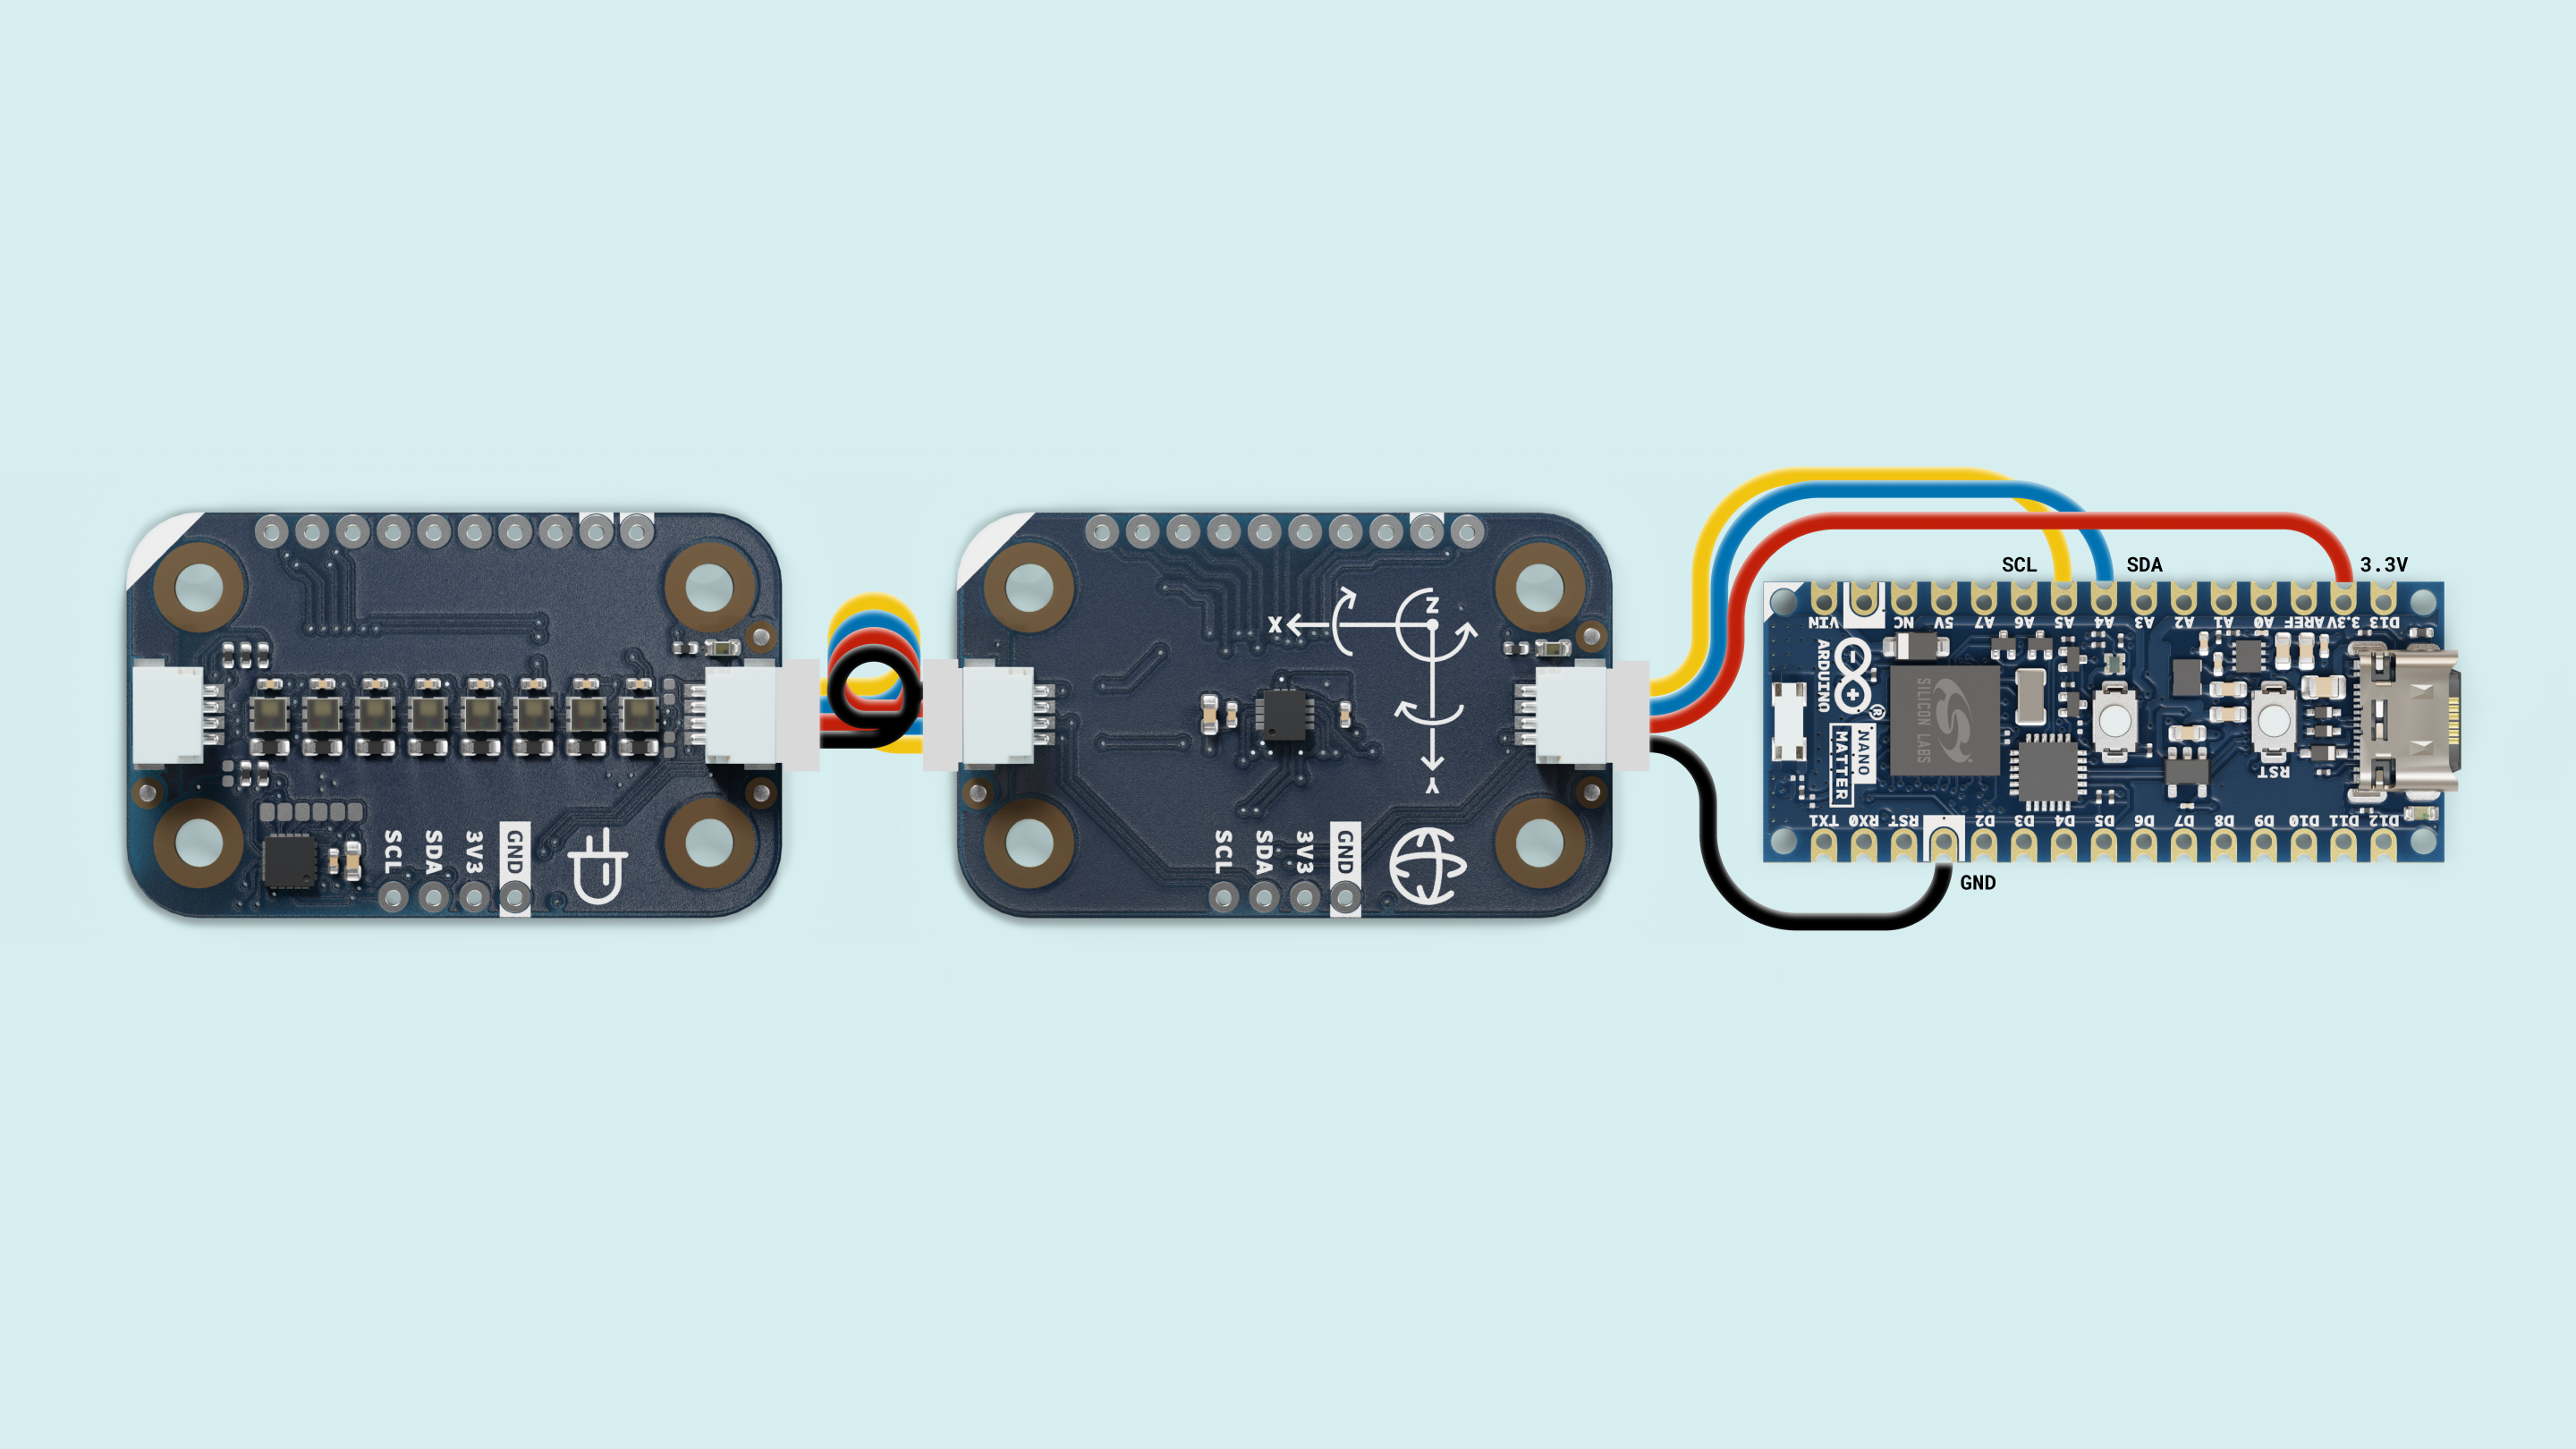 SCL
SDA
3V3
GND
X
Z
Y
SCL
SDA
3V3
GND
SCL
SDA
3.3V
VIN
NC
5V
A7
A6
A5
A4
A3
A2
A1
A0
AREF
3.3V
D13
ARDUINO
®
NANO
MATTER
SILICON LABS
RST
TX1
RX0
RST
D2
D3
D4
D5
D6
D7
D8
D9
D10
D11
D12
GND